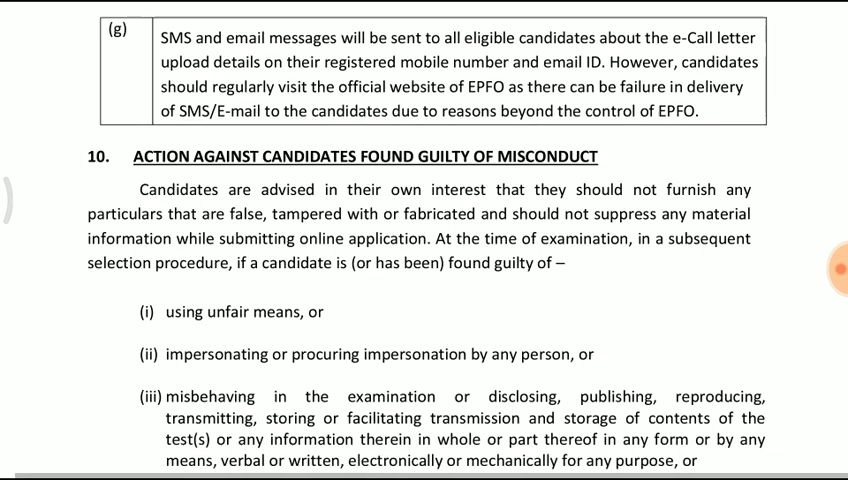 (g)
SMS and email messages will be sent to all eligible candidates about the e-Call letter
upload details on their registered mobile number and email ID. However, candidates
should regularly visit the official website of EPFO as there can be failure in delivery
of SMS/E-mail to the candidates due to reasons beyond the control of EPFO.
10. ACTION AGAINST CANDIDATES FOUND GUILTY OF MISCONDUCT
Candidates are advised in their own interest that they should not furnish any
particulars that are false, tampered with or fabricated and should not suppress any material
information while submitting online application. At the time of examination, in a subsequent
selection procedure, if a candidate is (or has been) found guilty of –
(i) using unfair means, or
(ii) impersonating or procuring impersonation by any person, or
(iii) misbehaving in the examination or disclosing, publishing, reproducing,
transmitting, storing or facilitating transmission and storage of contents of the
test(s) or any information therein in whole or part thereof in any form or by any
means, verbal or written, electronically or mechanically for any purpose, or